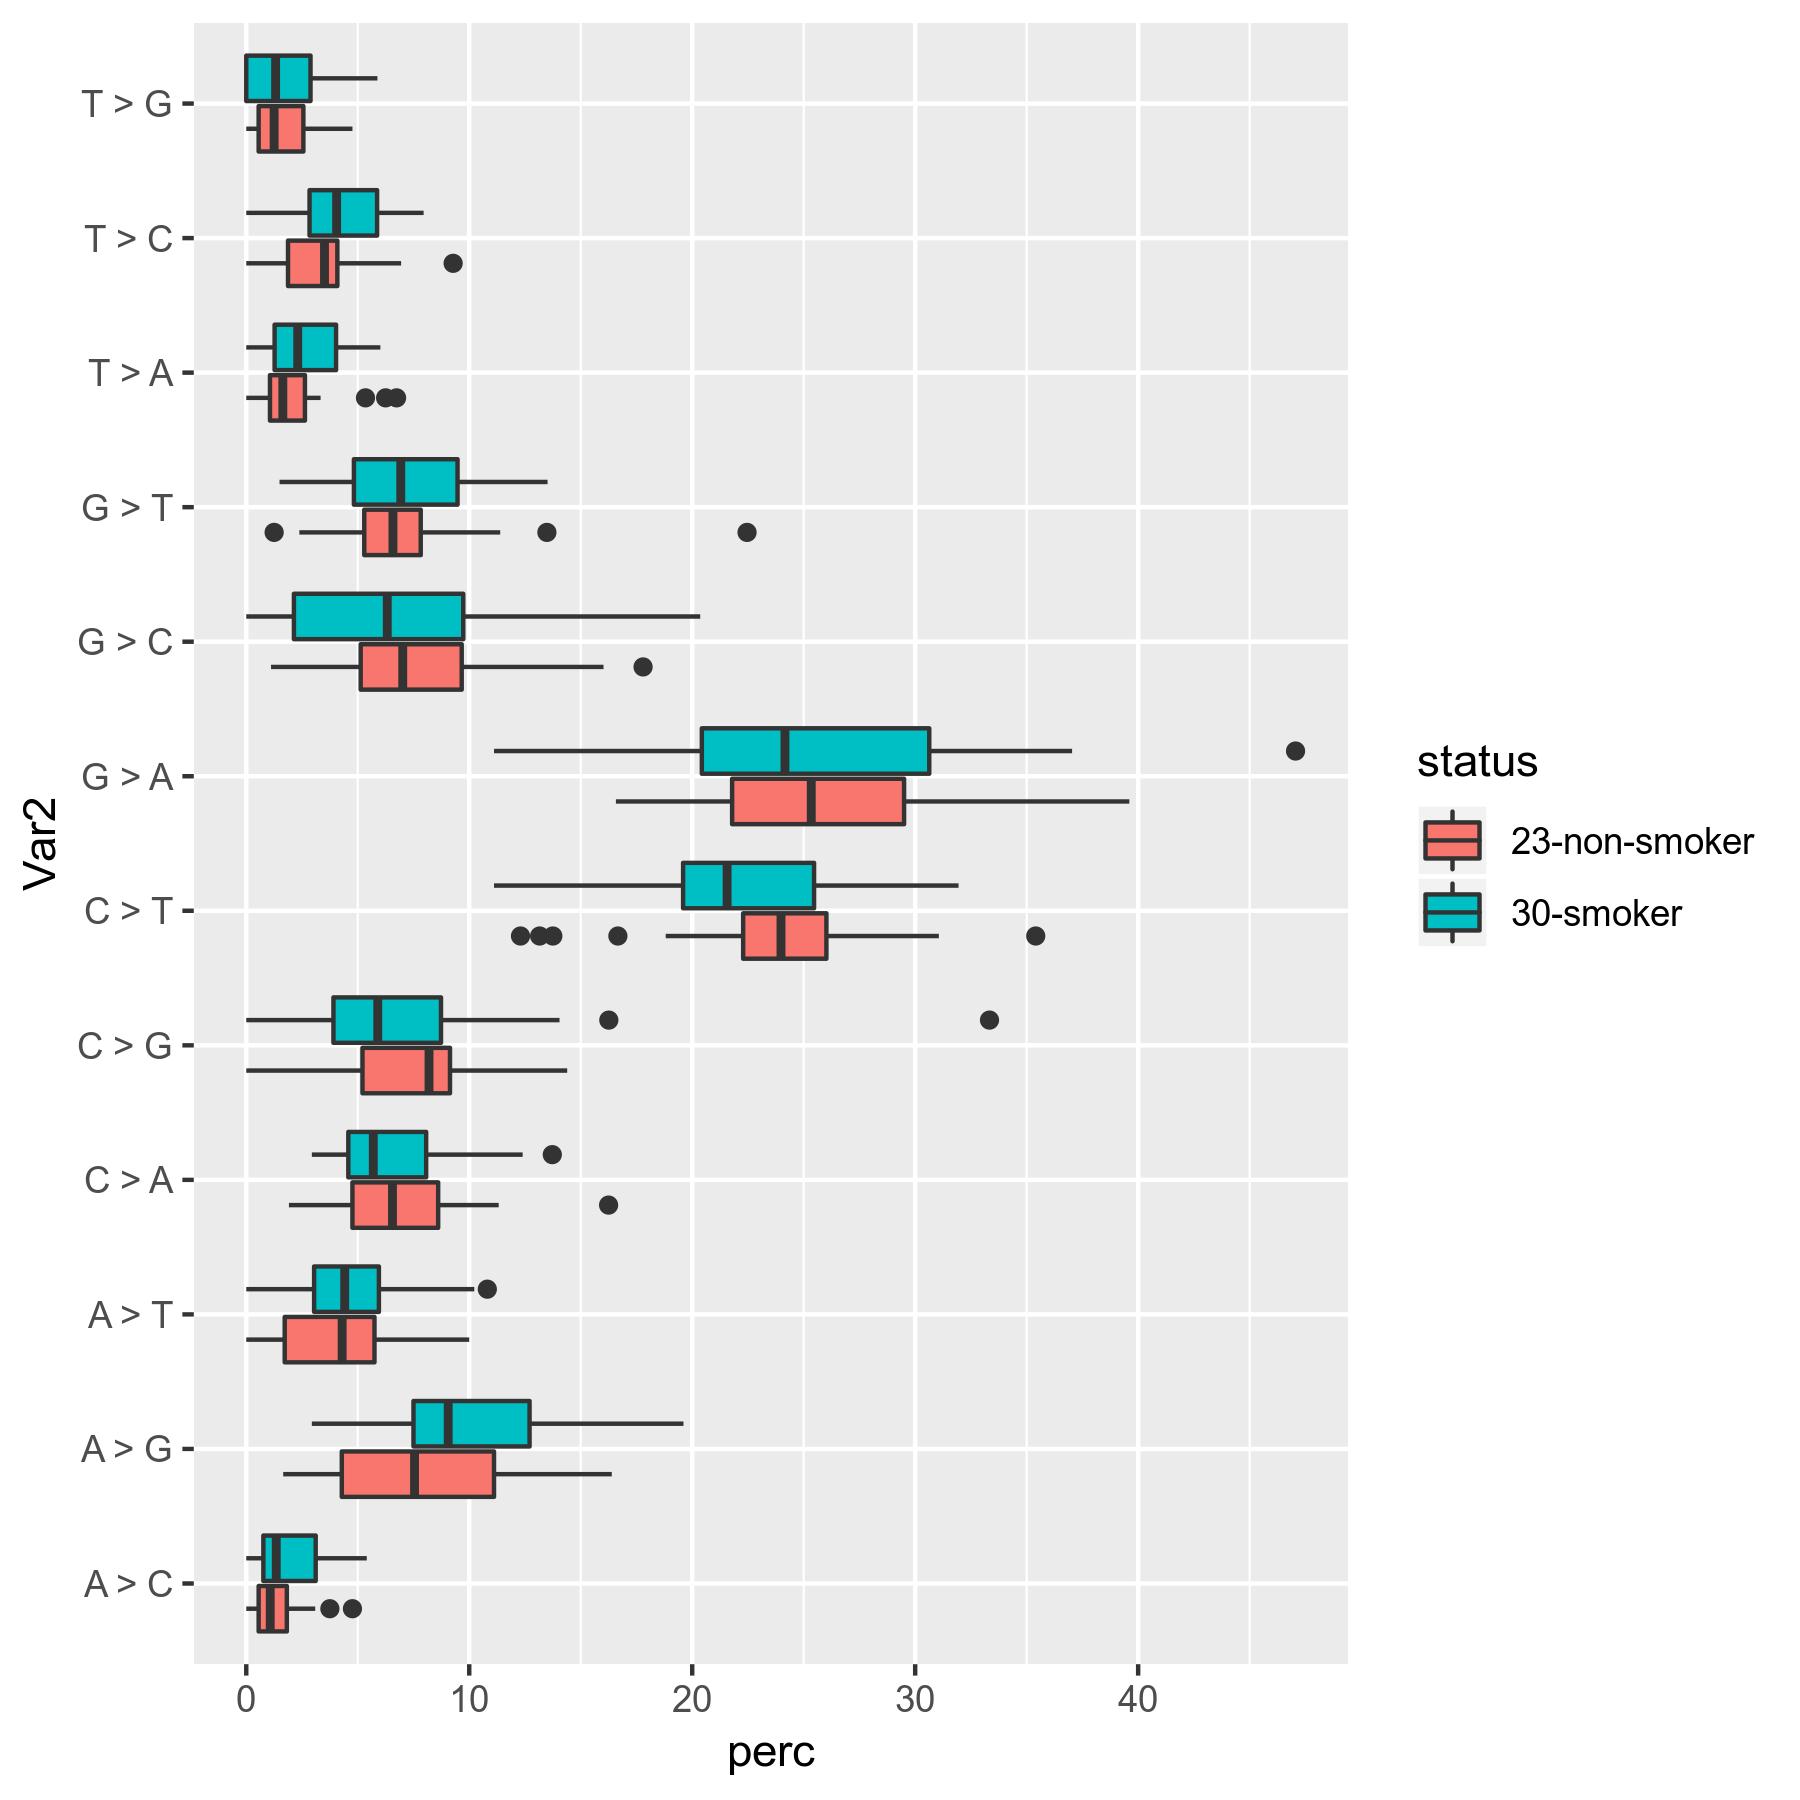 T > G
T > C
T > A
G > T
G > C
G > A
C > T
C > G
C > A
A > T
A > G
A > C
Var2
0 10 20 30 40
perc
status
23-non-smoker
30-smoker